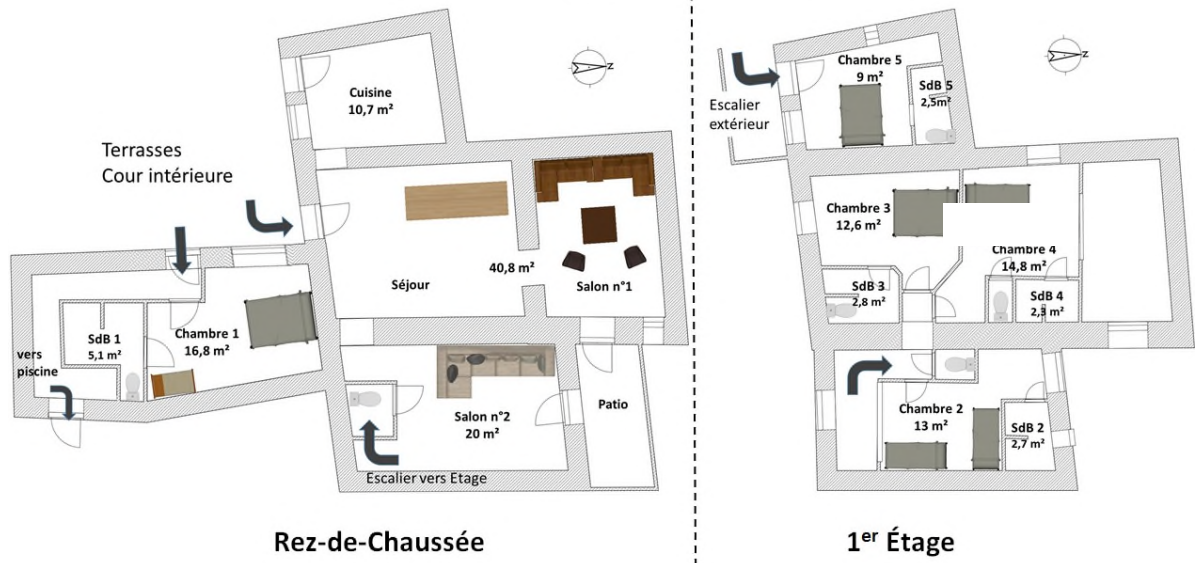 Cuisine
10,7 m²
Terrasses
Cour intérieure
N
Séjour
40,8 m²
Salon n°1
SdB 1
5,1 m²
Chambre 1
16,8 m²
vers
piscine
Salon n°2
20 m²
Patio
Escalier vers Etage
Rez-de-Chaussée
Chambre 5
9 m²
SdB 5
2,5m²
N
Escalier
extérieur
Chambre 3
12,6 m²
Chambre 4
14,8 m²
SdB 3
2,8 m²
SdB 4
2,3 m²
Chambre 2
13 m²
SdB 2
2,7 m²
1er Étage